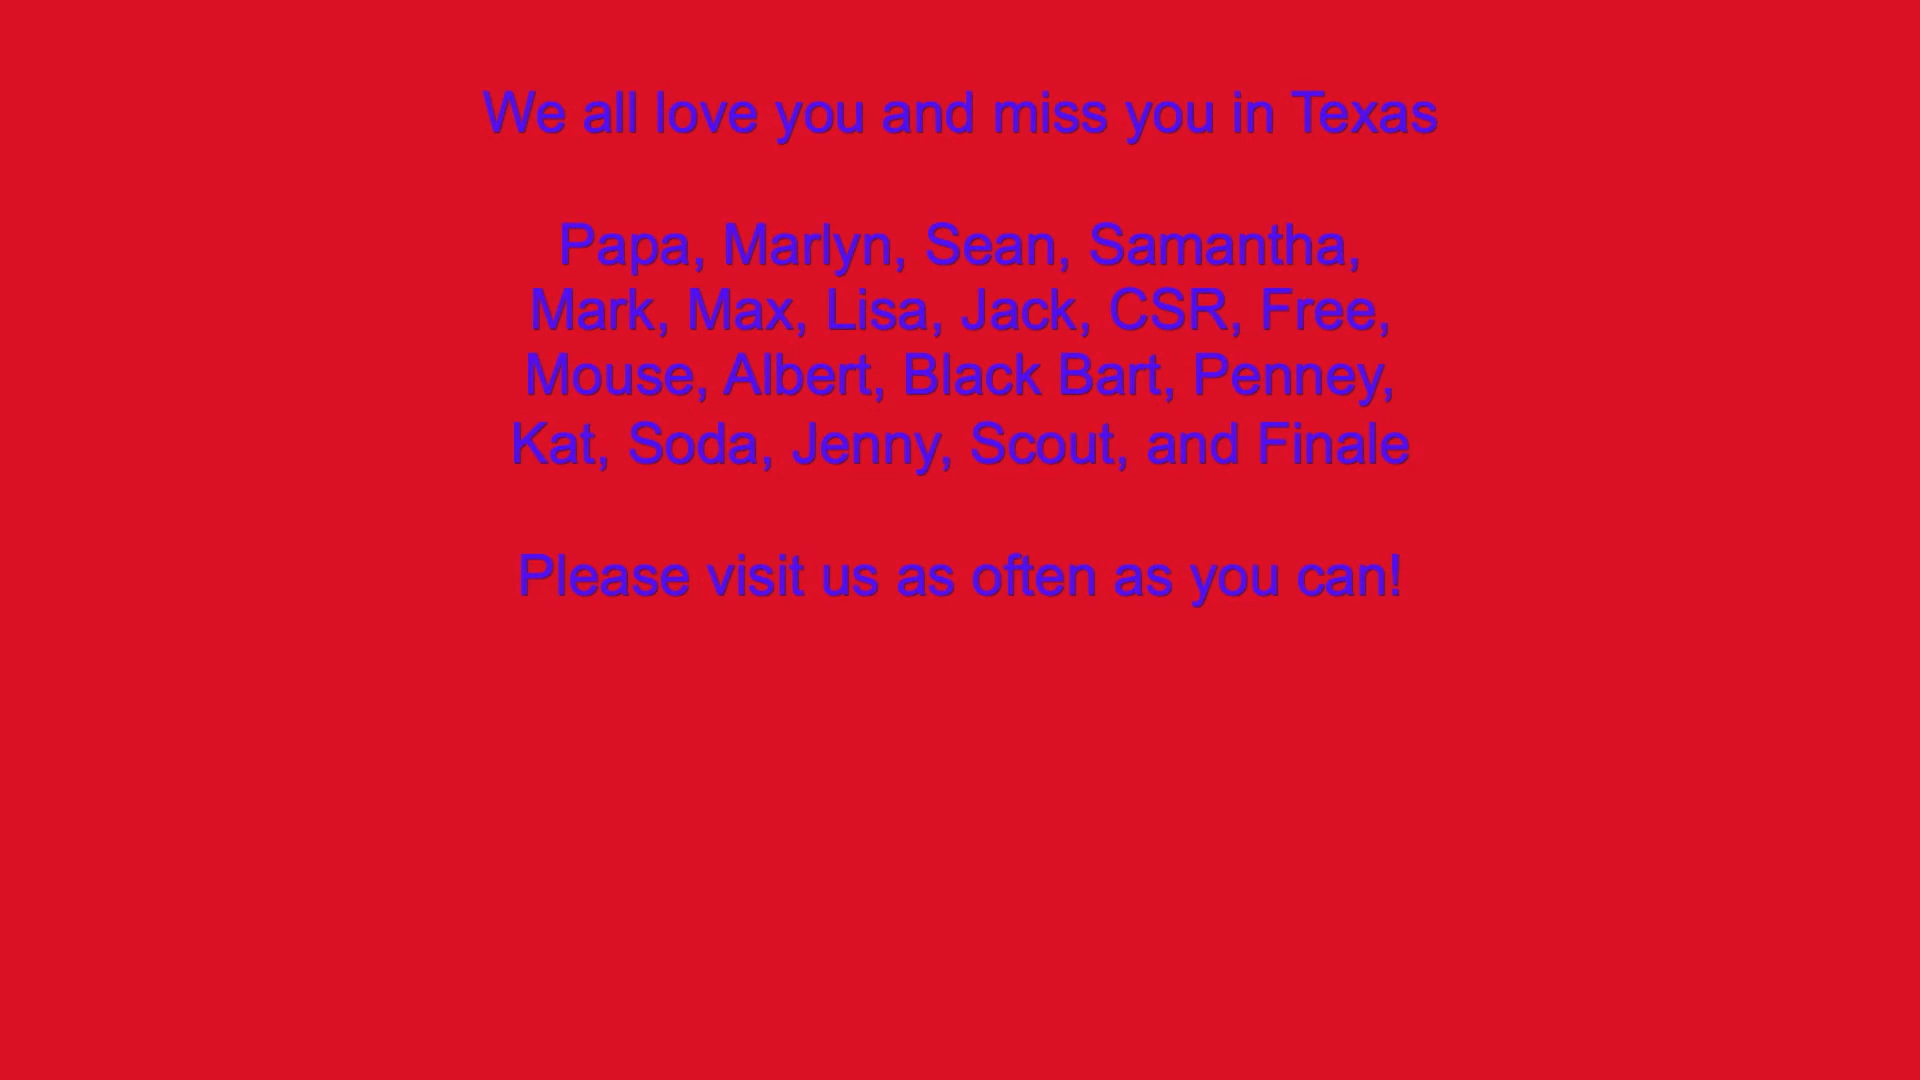 We all love you and miss you in Texas
Papa, Marlyn, Sean, Samantha,
Mark, Max, Lisa, Jack, CSR, Free,
Mouse, Albert, Black Bart, Penney,
Kat, Soda, Jenny, Scout, and Finale
Please visit us as often as you can!